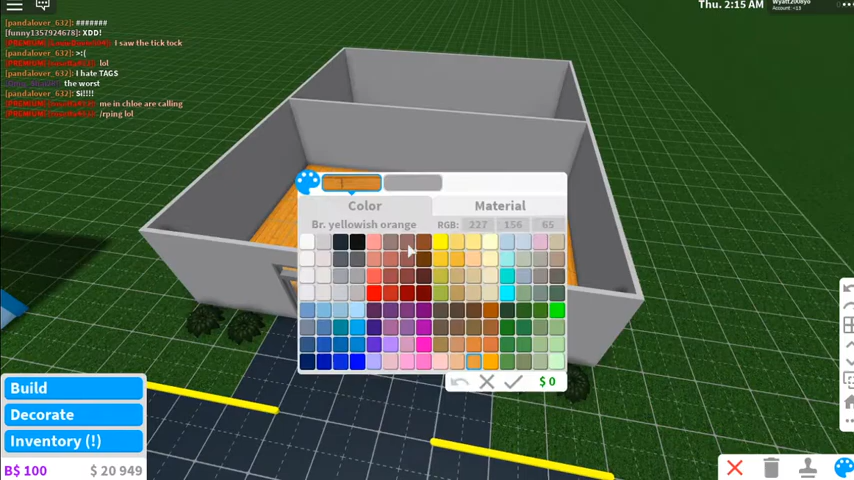 Thu. 2:15 AM
Wyatt2008yo
[pandalover_632]: #######
[funny1357924678]: XXD!
I saw the tick tock
[pandalover_632]: >:(
lol
[pandalover_632]: I hate TAGS
the worst
[pandalover_632]: Si!!!!
me in chloe are calling
/rping lol
Color
Material
Br. yellowish orange
RGB: 227 156 65
$ 0
Build
Decorate
Inventory (!)
B$ 100
$ 20 949